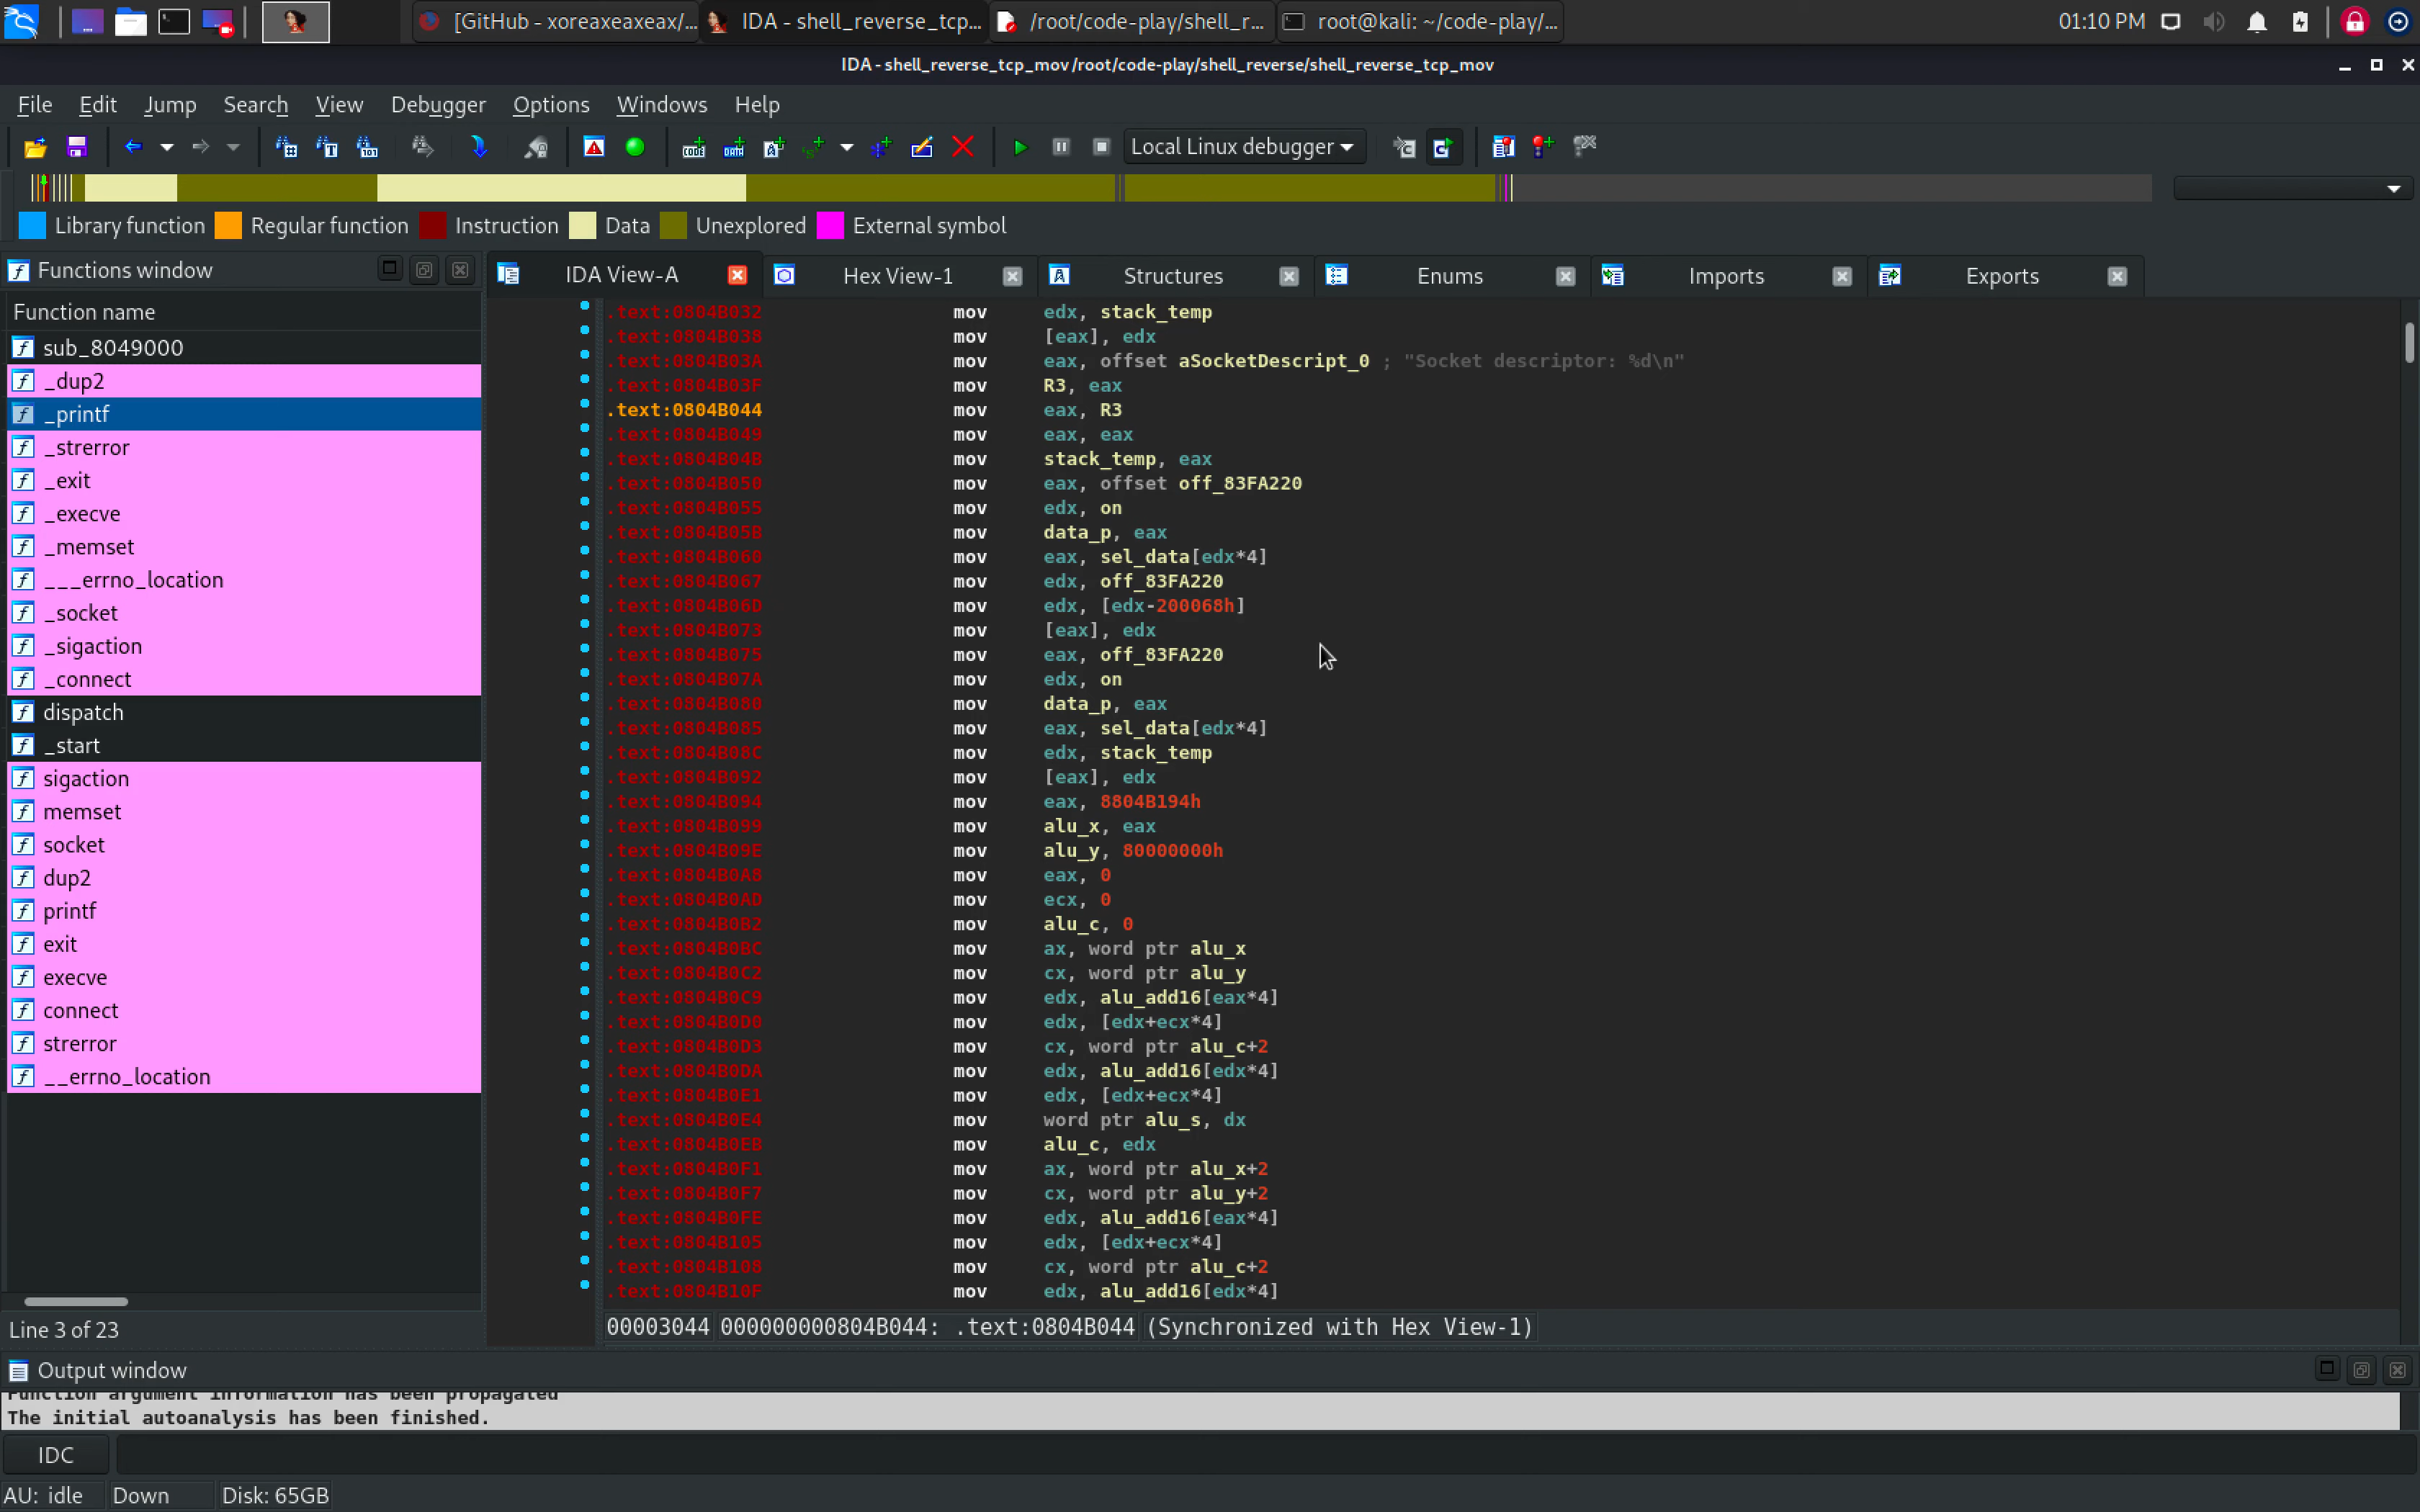 [GitHub - xoreaxeaxeax/... IDA - shell_reverse_tcp... /root/code-play/shell_r... root@kali: ~/code-play/... 01:10 PM
IDA - shell_reverse_tcp_mov /root/code-play/shell_reverse/shell_reverse_tcp_mov
File Edit Jump Search View Debugger Options Windows Help
Local Linux debugger
Library function Regular function Instruction Data Unexplored External symbol
Functions window
Function name
sub_8049000
_dup2
_printf
_strerror
_exit
_execve
_memset
___errno_location
_socket
_sigaction
_connect
dispatch
_start
sigaction
memset
socket
dup2
printf
exit
execve
connect
strerror
__errno_location
Line 3 of 23
IDA View-A Hex View-1 Structures Enums Imports Exports
.text:0804B032 mov edx, stack_temp
.text:0804B038 mov [eax], edx
.text:0804B03A mov eax, offset aSocketDescript_0 ; "Socket descriptor: %d\n"
.text:0804B03F mov R3, eax
.text:0804B044 mov eax, R3
.text:0804B049 mov eax, eax
.text:0804B04B mov stack_temp, eax
.text:0804B050 mov eax, offset off_83FA220
.text:0804B055 mov edx, on
.text:0804B05B mov data_p, eax
.text:0804B060 mov eax, sel_data[edx*4]
.text:0804B067 mov edx, off_83FA220
.text:0804B06D mov edx, [edx-200068h]
.text:0804B073 mov [eax], edx
.text:0804B075 mov eax, off_83FA220
.text:0804B07A mov edx, on
.text:0804B080 mov data_p, eax
.text:0804B085 mov eax, sel_data[edx*4]
.text:0804B08C mov edx, stack_temp
.text:0804B092 mov [eax], edx
.text:0804B094 mov eax, 8804B194h
.text:0804B099 mov alu_x, eax
.text:0804B09E mov alu_y, 80000000h
.text:0804B0A8 mov eax, 0
.text:0804B0AD mov ecx, 0
.text:0804B0B2 mov alu_c, 0
.text:0804B0BC mov ax, word ptr alu_x
.text:0804B0C2 mov cx, word ptr alu_y
.text:0804B0C9 mov edx, alu_add16[eax*4]
.text:0804B0D0 mov edx, [edx+ecx*4]
.text:0804B0D3 mov cx, word ptr alu_c+2
.text:0804B0DA mov edx, alu_add16[edx*4]
.text:0804B0E1 mov edx, [edx+ecx*4]
.text:0804B0E4 mov word ptr alu_s, dx
.text:0804B0EB mov alu_c, edx
.text:0804B0F1 mov ax, word ptr alu_x+2
.text:0804B0F7 mov cx, word ptr alu_y+2
.text:0804B0FE mov edx, alu_add16[eax*4]
.text:0804B105 mov edx, [edx+ecx*4]
.text:0804B108 mov cx, word ptr alu_c+2
.text:0804B10F mov edx, alu_add16[edx*4]
00003044 000000000804B044: .text:0804B044 (Synchronized with Hex View-1)
Output window
Function argument information has been propagated
The initial autoanalysis has been finished.
IDC
AU: idle Down Disk: 65GB